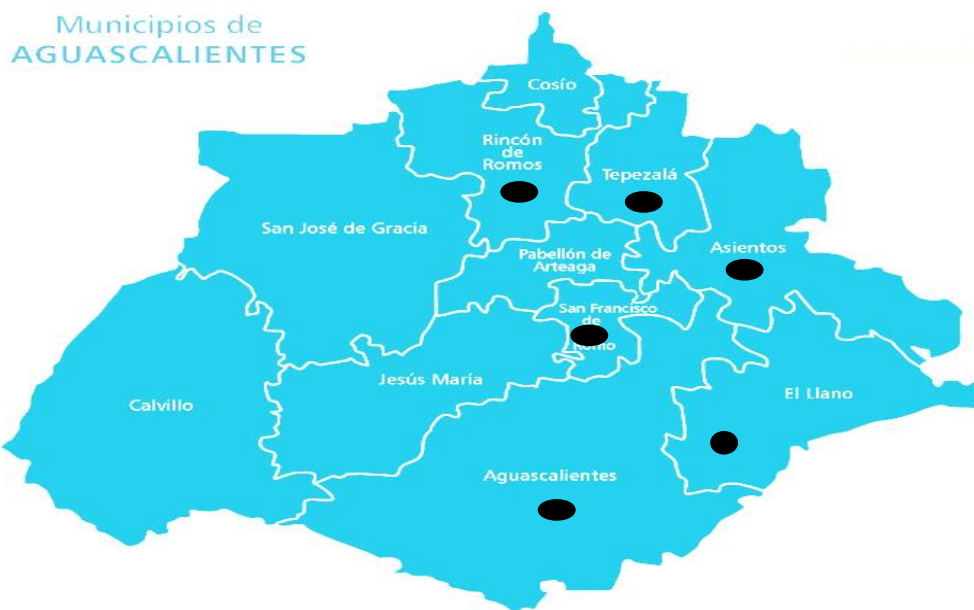 Municipios de
AGUASCALIENTES
Cosío
Rincón
de
Romos
Tepezalá
San José de Gracia
Asientos
Pabellón de
Arteaga
San Francisco
de
Jesús María
El Llano
Calvillo
Aguascalientes